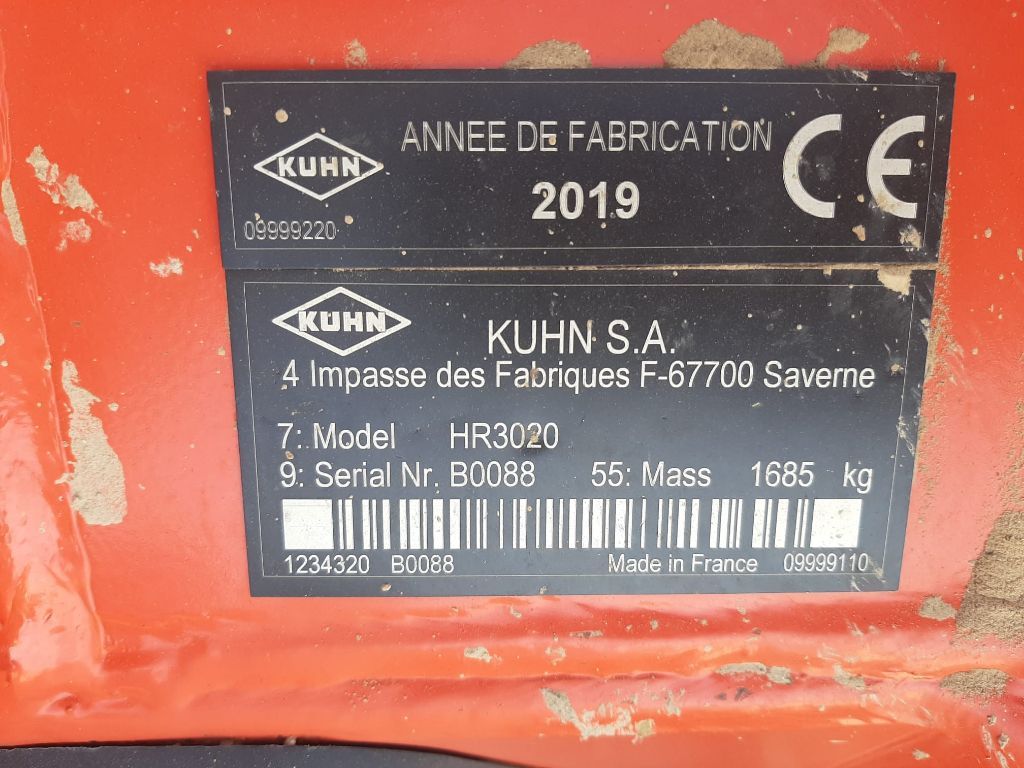 KUHN
ANNEE DE FABRICATION
2019
CE
09999220
KUHN
KUHN S.A.
4 Impasse des Fabriques F-67700 Saverne
7: Model HR3020
9: Serial Nr. B0088 55: Mass 1685 kg
1234320 B0088 Made in France 09999110